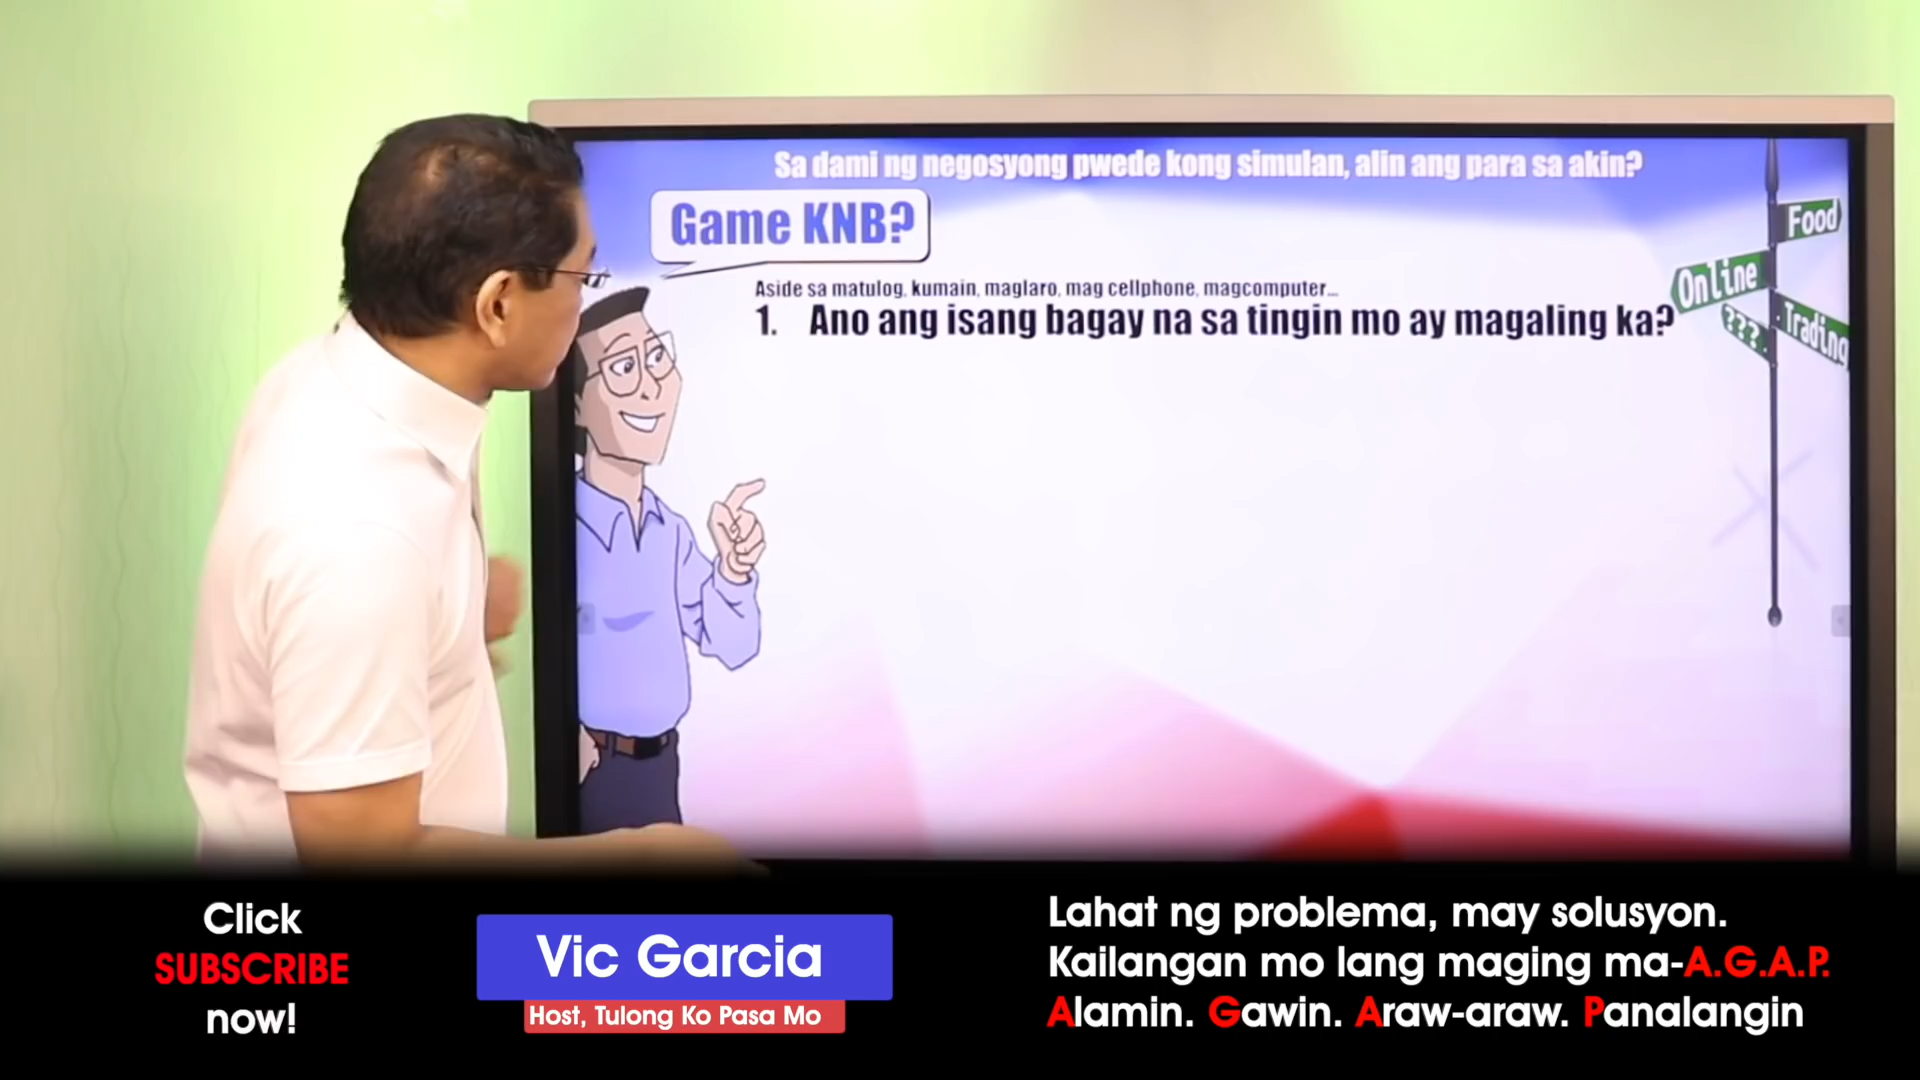 Sa dami ng negosyong pwede kong simulan, alin ang para sa akin?
Game KNB?
Aside sa matulog, kumain, maglaro, mag cellphone, magcomputer...
1. Ano ang isang bagay na sa tingin mo ay magaling ka?
Food
Online
???
Trading
Click
SUBSCRIBE
now!
Vic Garcia
Host, Tulong Ko Pasa Mo
Lahat ng problema, may solusyon.
Kailangan mo lang maging ma-A.G.A.P.
Alamin. Gawin. Araw-araw. Panalangin